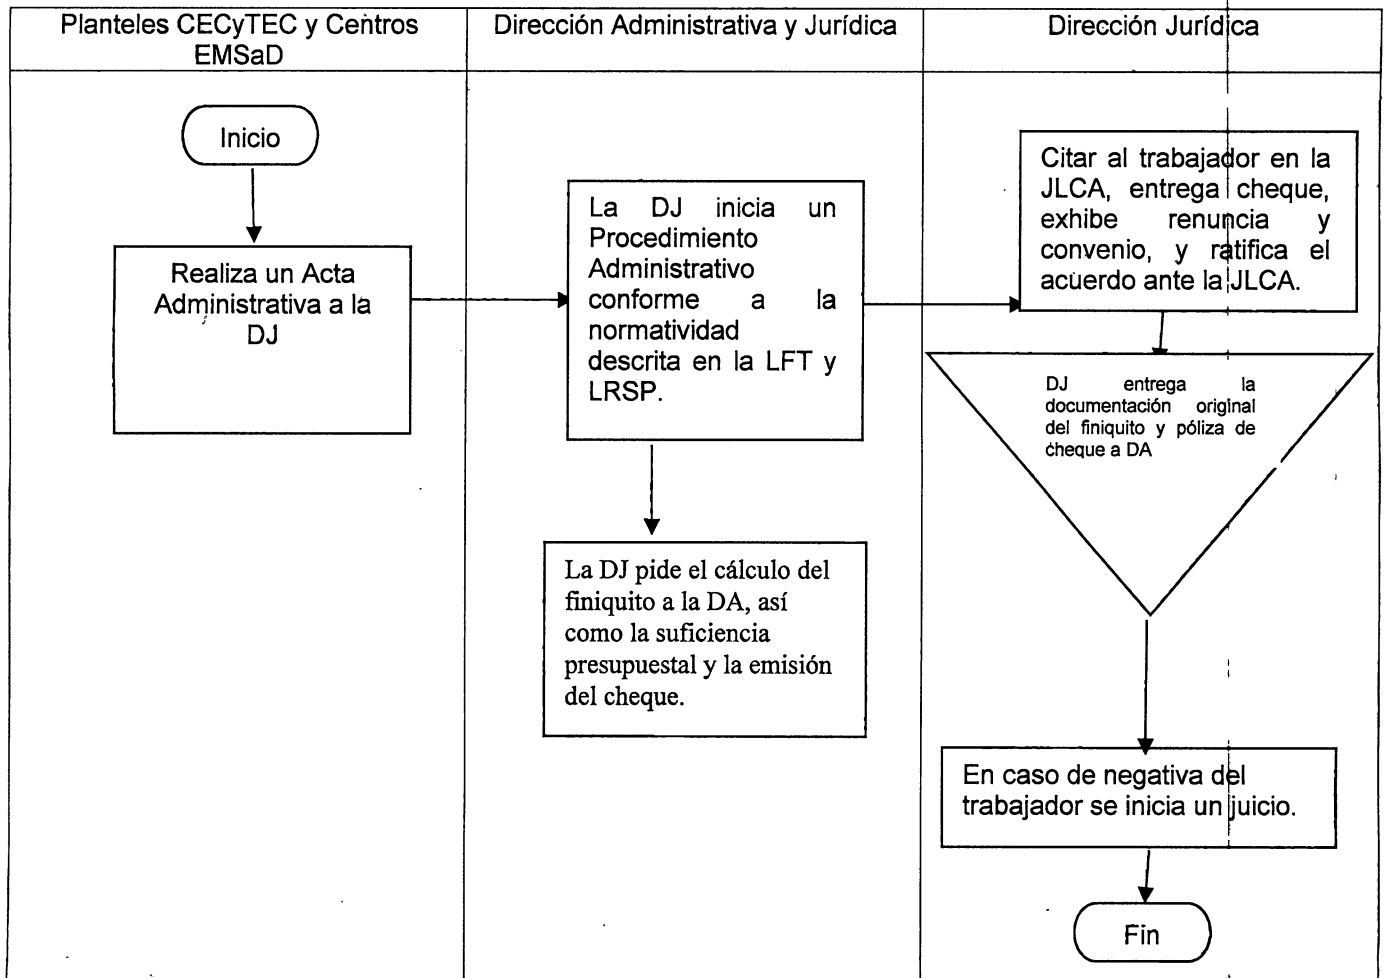 Planteles CECyTEC y Centros
EMSaD
Dirección Administrativa y Jurídica
Dirección Jurídica
Inicio
Realiza un Acta
Administrativa a la
DJ
La DJ inicia un
Procedimiento
Administrativo
conforme a la
normatividad
descrita en la LFT y
LRSP.
La DJ pide el cálculo del
finiquito a la DA, así
como la suficiencia
presupuestal y la emisión
del cheque.
Citar al trabajador en la
JLCA, entrega cheque,
exhibe renuncia y
convenio, y ratifica el
acuerdo ante la JLCA.
DJ entrega la
documentación original
del finiquito y póliza de
cheque a DA
En caso de negativa del
trabajador se inicia un juicio.
Fin